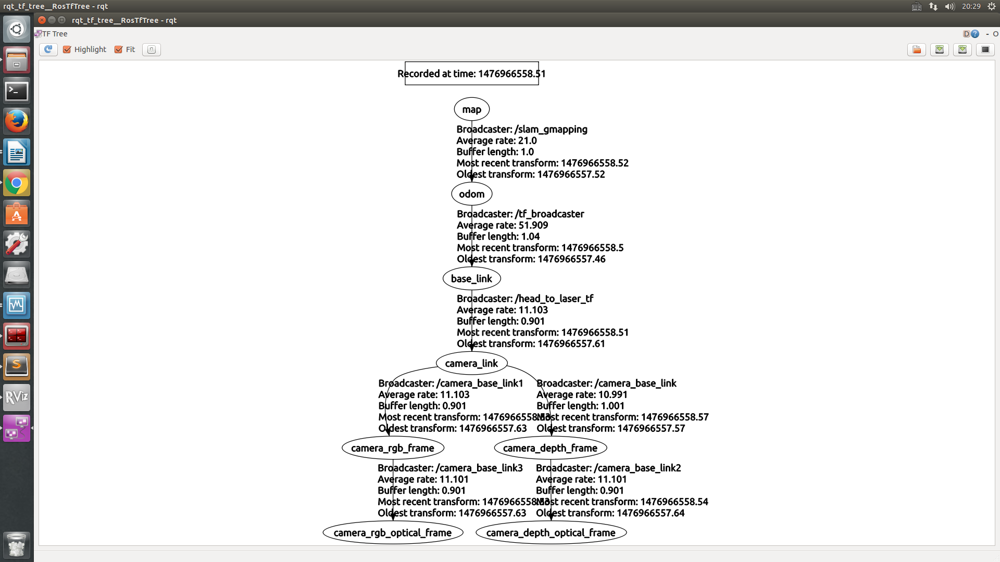 rqt_tf_tree__RosTfTree - rqt
20:29
rqt_tf_tree__RosTfTree - rqt
TF Tree
D ? - O
Highlight Fit
Recorded at time: 1476966558.51
map
Broadcaster: /slam_gmapping
Average rate: 21.0
Buffer length: 1.0
Most recent transform: 1476966558.52
Oldest transform: 1476966557.52
odom
Broadcaster: /tf_broadcaster
Average rate: 51.909
Buffer length: 1.04
Most recent transform: 1476966558.5
Oldest transform: 1476966557.46
base_link
Broadcaster: /head_to_laser_tf
Average rate: 11.103
Buffer length: 0.901
Most recent transform: 1476966558.51
Oldest transform: 1476966557.61
camera_link
Broadcaster: /camera_base_link1
Average rate: 11.103
Buffer length: 0.901
Most recent transform: 1476966558.53
Oldest transform: 1476966557.63
Broadcaster: /camera_base_link
Average rate: 10.991
Buffer length: 1.001
Most recent transform: 1476966558.57
Oldest transform: 1476966557.57
camera_rgb_frame
camera_depth_frame
Broadcaster: /camera_base_link3
Average rate: 11.101
Buffer length: 0.901
Most recent transform: 1476966558.53
Oldest transform: 1476966557.63
Broadcaster: /camera_base_link2
Average rate: 11.101
Buffer length: 0.901
Most recent transform: 1476966558.54
Oldest transform: 1476966557.64
camera_rgb_optical_frame
camera_depth_optical_frame
S
RViz